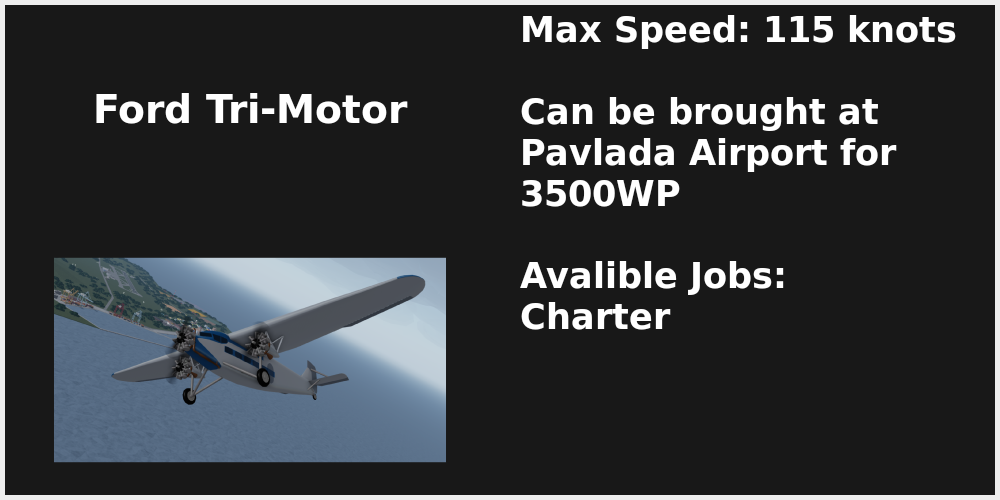 Ford Tri-Motor
Max Speed: 115 knots
Can be brought at
Pavlada Airport for
3500WP
Avalible Jobs:
Charter